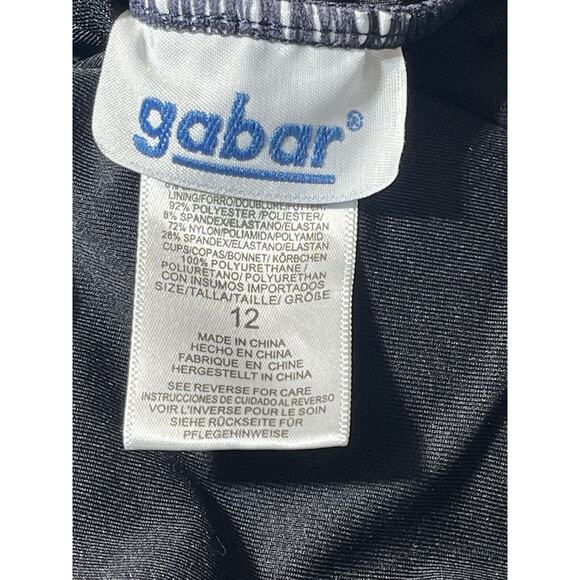 gabar®
LINING/FORRO/DOUBLURE/FUTTER/
92% POLYESTER /POLIESTER/
8% SPANDEX/ELASTANO/ELASTAN
72% NYLON/POLIAMIDA/POLYAMID
28% SPANDEX/ELASTANO/ELASTAN
CUPS/COPAS/BONNET/ KÖRBCHEN
100% POLYURETHANE /
POLIURETANO/ POLYURETHAN
CON INSUMOS IMPORTADOS
SIZE/TALLA/TAILLE/ GRÖßE
12
MADE IN CHINA
HECHO EN CHINA
FABRIQUE EN CHINE
HERGESTELLT IN CHINA
SEE REVERSE FOR CARE
INSTRUCCIONES DE CUIDADO AL REVERSO
VOIR L'INVERSE POUR LE SOIN
SIEHE RÜCKSEITE FÜR
PFLEGEHINWEISE